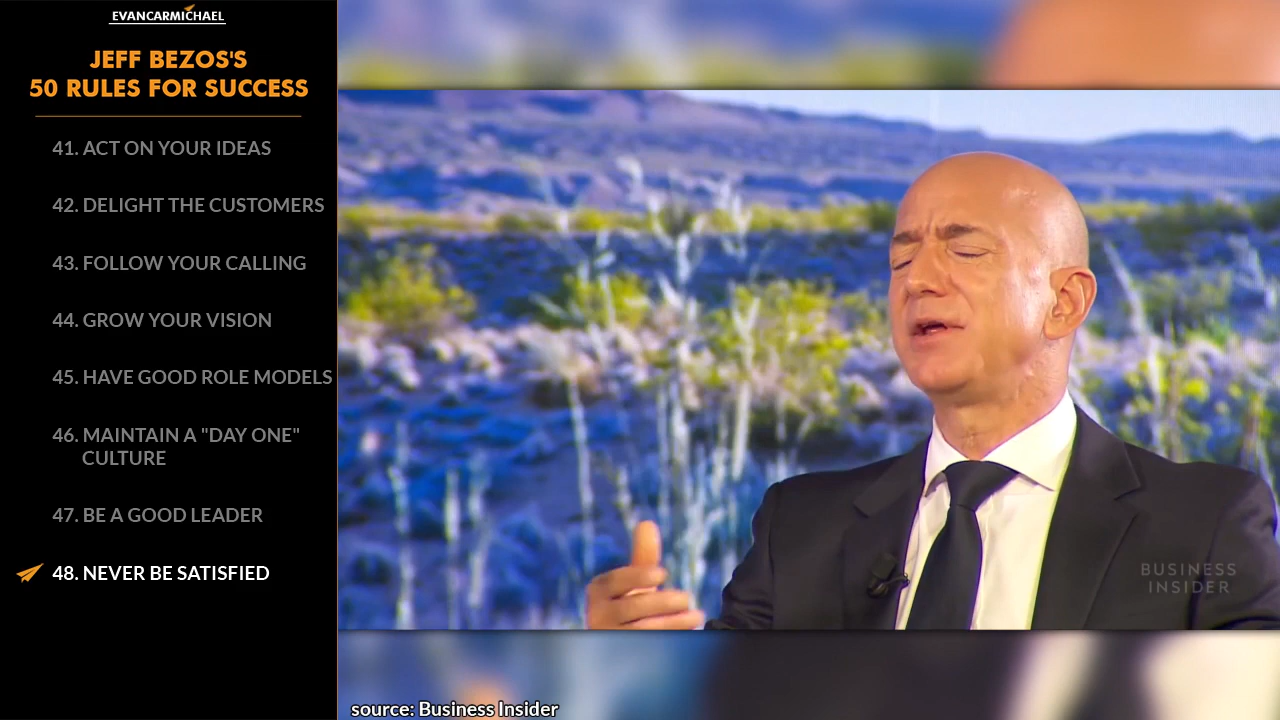 EVANCARMICHAEL
JEFF BEZOS'S
50 RULES FOR SUCCESS
41. ACT ON YOUR IDEAS
42. DELIGHT THE CUSTOMERS
43. FOLLOW YOUR CALLING
44. GROW YOUR VISION
45. HAVE GOOD ROLE MODELS
46. MAINTAIN A "DAY ONE"
CULTURE
47. BE A GOOD LEADER
48. NEVER BE SATISFIED
BUSINESS
INSIDER
source: Business Insider